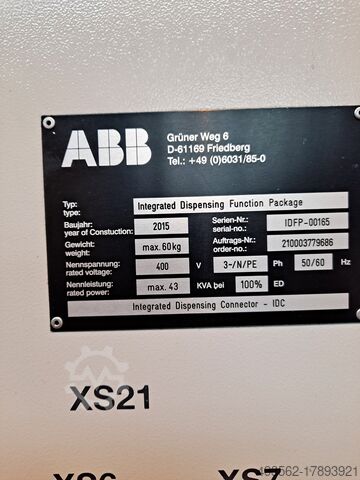 ABB
Grüner Weg 6
D-61169 Friedberg
Tel.: +49 (0)6031/85-0
Typ: Integrated Dispensing Function Package
type:
Baujahr: 2015 Serien-Nr.: IDFP-00165
year of Constuction: serial-no.:
Gewicht: max. 60kg Auftrags-Nr.: 210003779686
weight: order-no.:
Nennspannung: 400 V 3~/N/PE Ph 50/60 Hz
rated voltage:
Nennleistung: max. 43 KVA bei 100% ED
rated power:
Integrated Dispensing Connector - IDC
XS21
XS6 XS7
462562-17893921